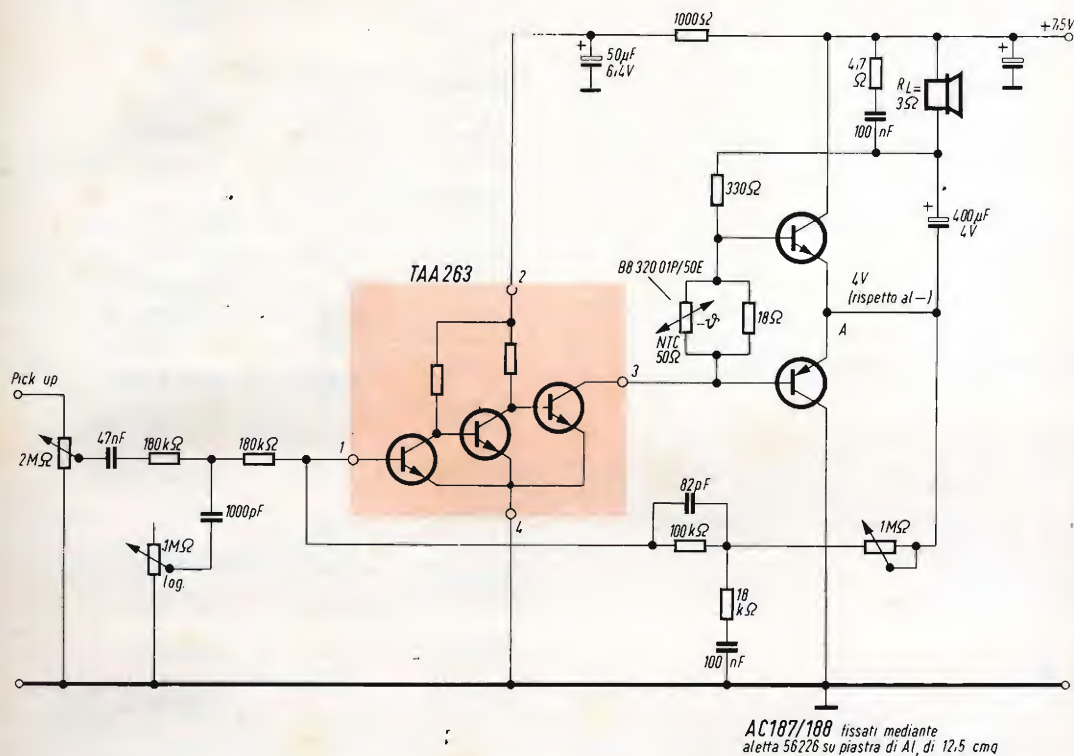 1000Ω
+7,5V
+
50µF
6,4V
4,7
Ω
RL=
3Ω
+
100 nF
330Ω
+
400µF
4V
B8 320 01P/50E
TAA263
2
4V
(rispetto al –)
-ϑ
18Ω
NTC
50Ω
A
3
Pick up
47nF
180kΩ
180kΩ
1
2MΩ
82pF
1000pF
4
100kΩ
1MΩ
1MΩ
log.
18
kΩ
100 nF
AC187/188 fissati mediante
aletta 56226 su piastra di Al, di 12,5 cmq